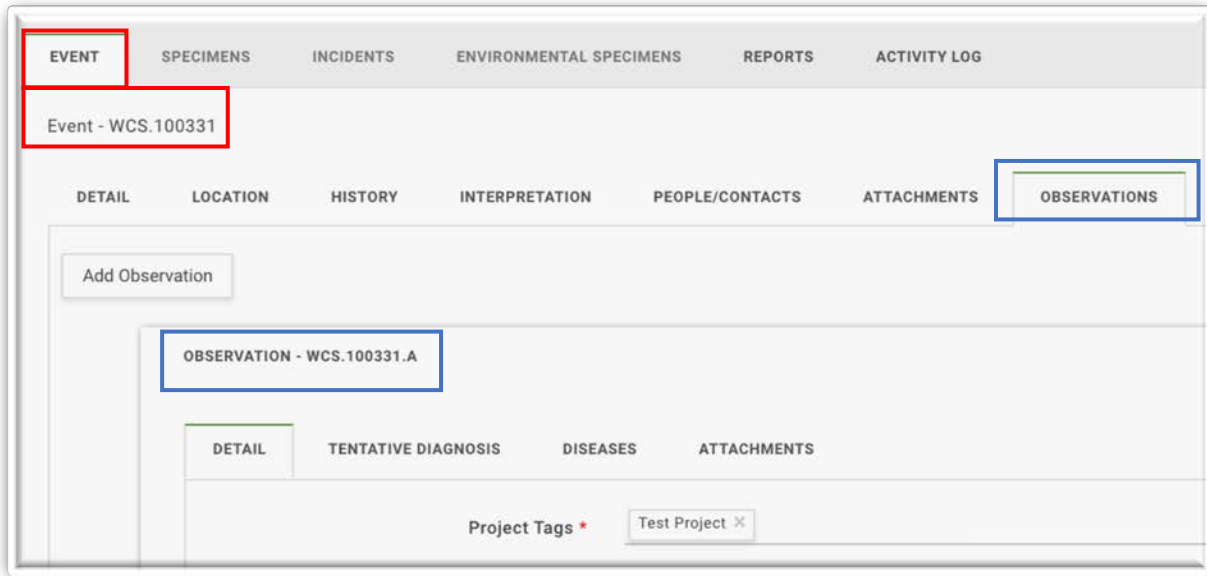 EVENT SPECIMENS INCIDENTS ENVIRONMENTAL SPECIMENS REPORTS ACTIVITY LOG
Event - WCS.100331
DETAIL LOCATION HISTORY INTERPRETATION PEOPLE/CONTACTS ATTACHMENTS OBSERVATIONS
Add Observation
OBSERVATION - WCS.100331.A
DETAIL TENTATIVE DIAGNOSIS DISEASES ATTACHMENTS
Project Tags * Test Project ×